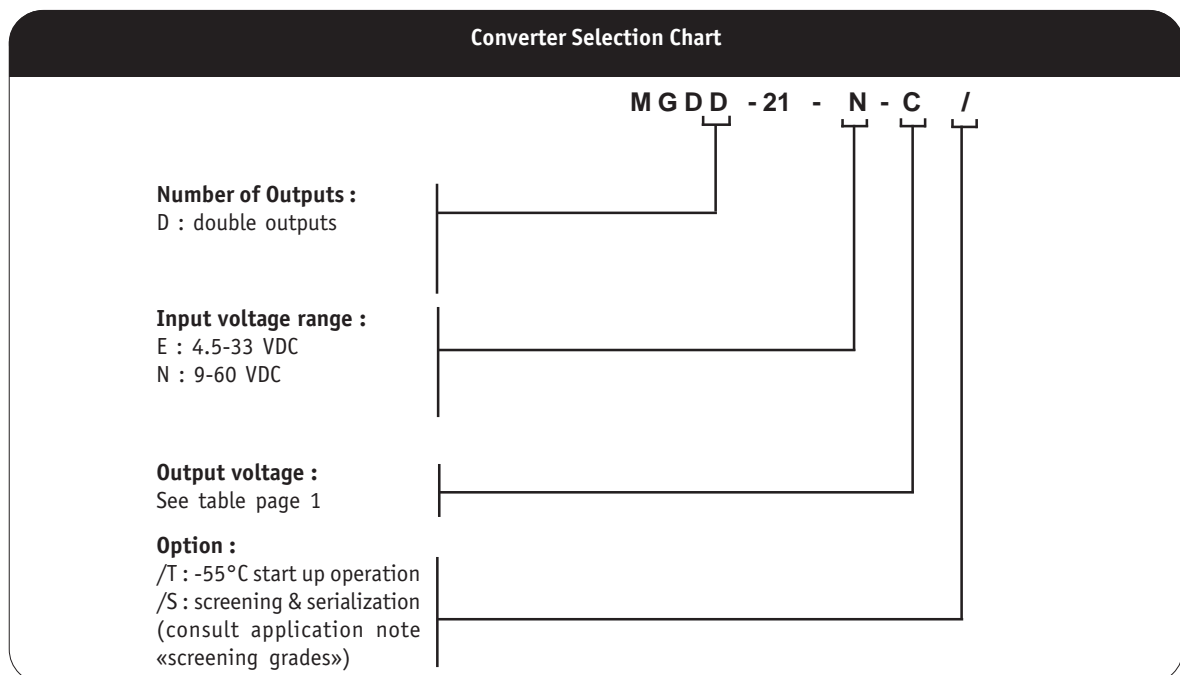 Converter Selection Chart
M G D D - 21 - N - C /
Number of Outputs :
D : double outputs
Input voltage range :
E : 4.5-33 VDC
N : 9-60 VDC
Output voltage :
See table page 1
Option :
/T : -55°C start up operation
/S : screening & serialization
(consult application note
«screening grades»)